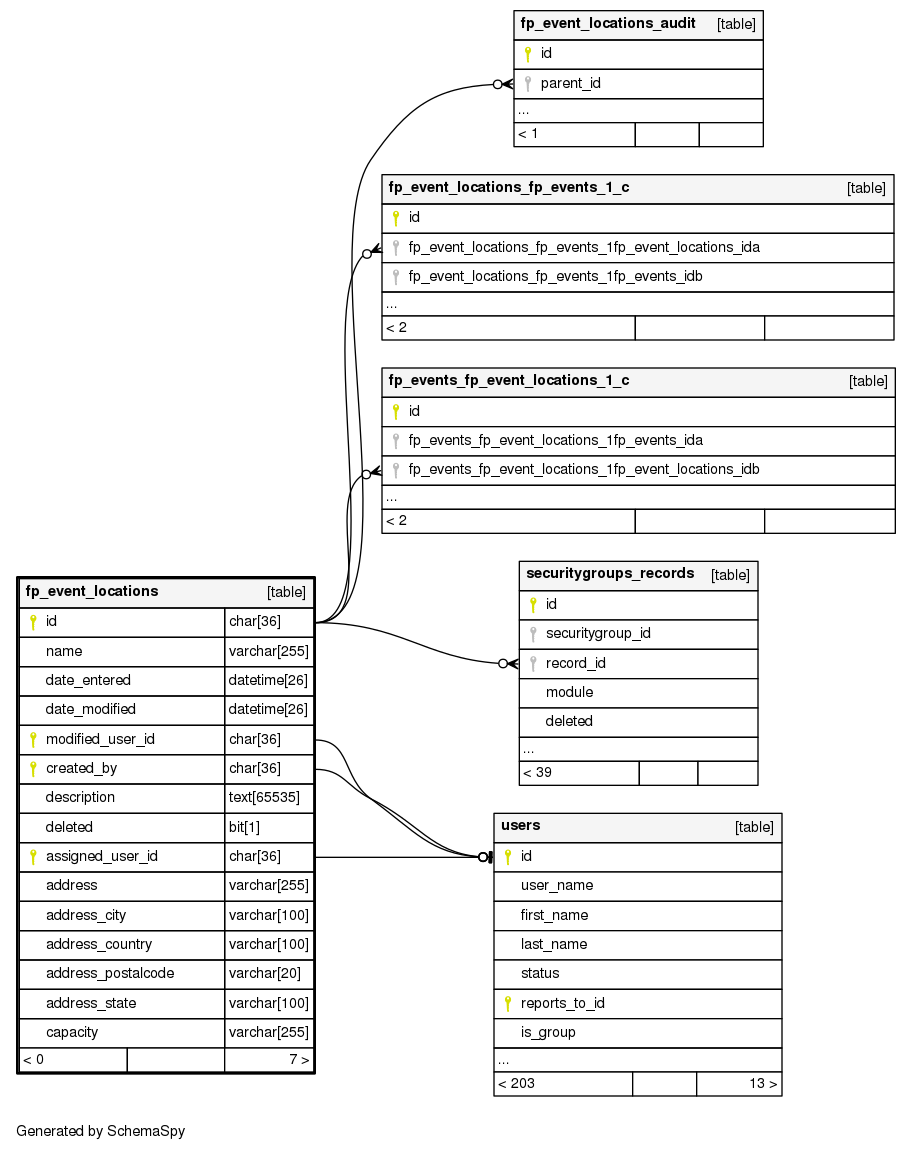 fp_event_locations_audit [table]
id
parent_id
...
< 1
fp_event_locations_fp_events_1_c [table]
id
fp_event_locations_fp_events_1fp_event_locations_ida
fp_event_locations_fp_events_1fp_events_idb
...
< 2
fp_events_fp_event_locations_1_c [table]
id
fp_events_fp_event_locations_1fp_events_ida
fp_events_fp_event_locations_1fp_event_locations_idb
...
< 2
securitygroups_records [table]
id
securitygroup_id
record_id
module
deleted
...
< 39
fp_event_locations [table]
id char[36]
name varchar[255]
date_entered datetime[26]
date_modified datetime[26]
modified_user_id char[36]
created_by char[36]
description text[65535]
deleted bit[1]
assigned_user_id char[36]
address varchar[255]
address_city varchar[100]
address_country varchar[100]
address_postalcode varchar[20]
address_state varchar[100]
capacity varchar[255]
< 0 7 >
users [table]
id
user_name
first_name
last_name
status
reports_to_id
is_group
...
< 203 13 >
Generated by SchemaSpy